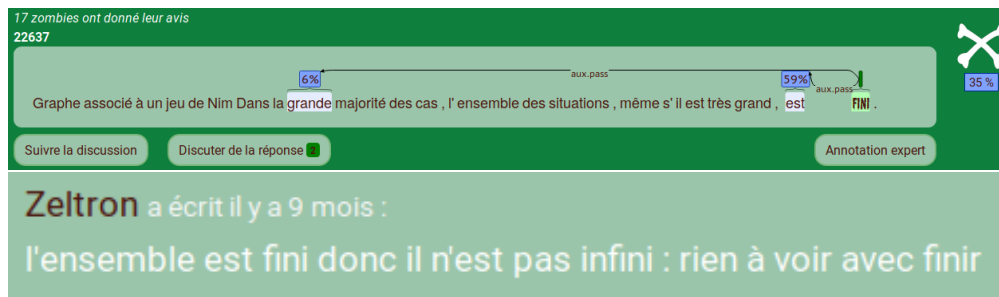 17 zombies ont donné leur avis
22637
6%
aux.pass
59%
aux.pass
35 %
Graphe associé à un jeu de Nim Dans la grande majorité des cas , l' ensemble des situations , même s' il est très grand , est FINI .
Suivre la discussion
Discuter de la réponse 2
Annotation expert
Zeltron a écrit il y a 9 mois :
l'ensemble est fini donc il n'est pas infini : rien à voir avec finir